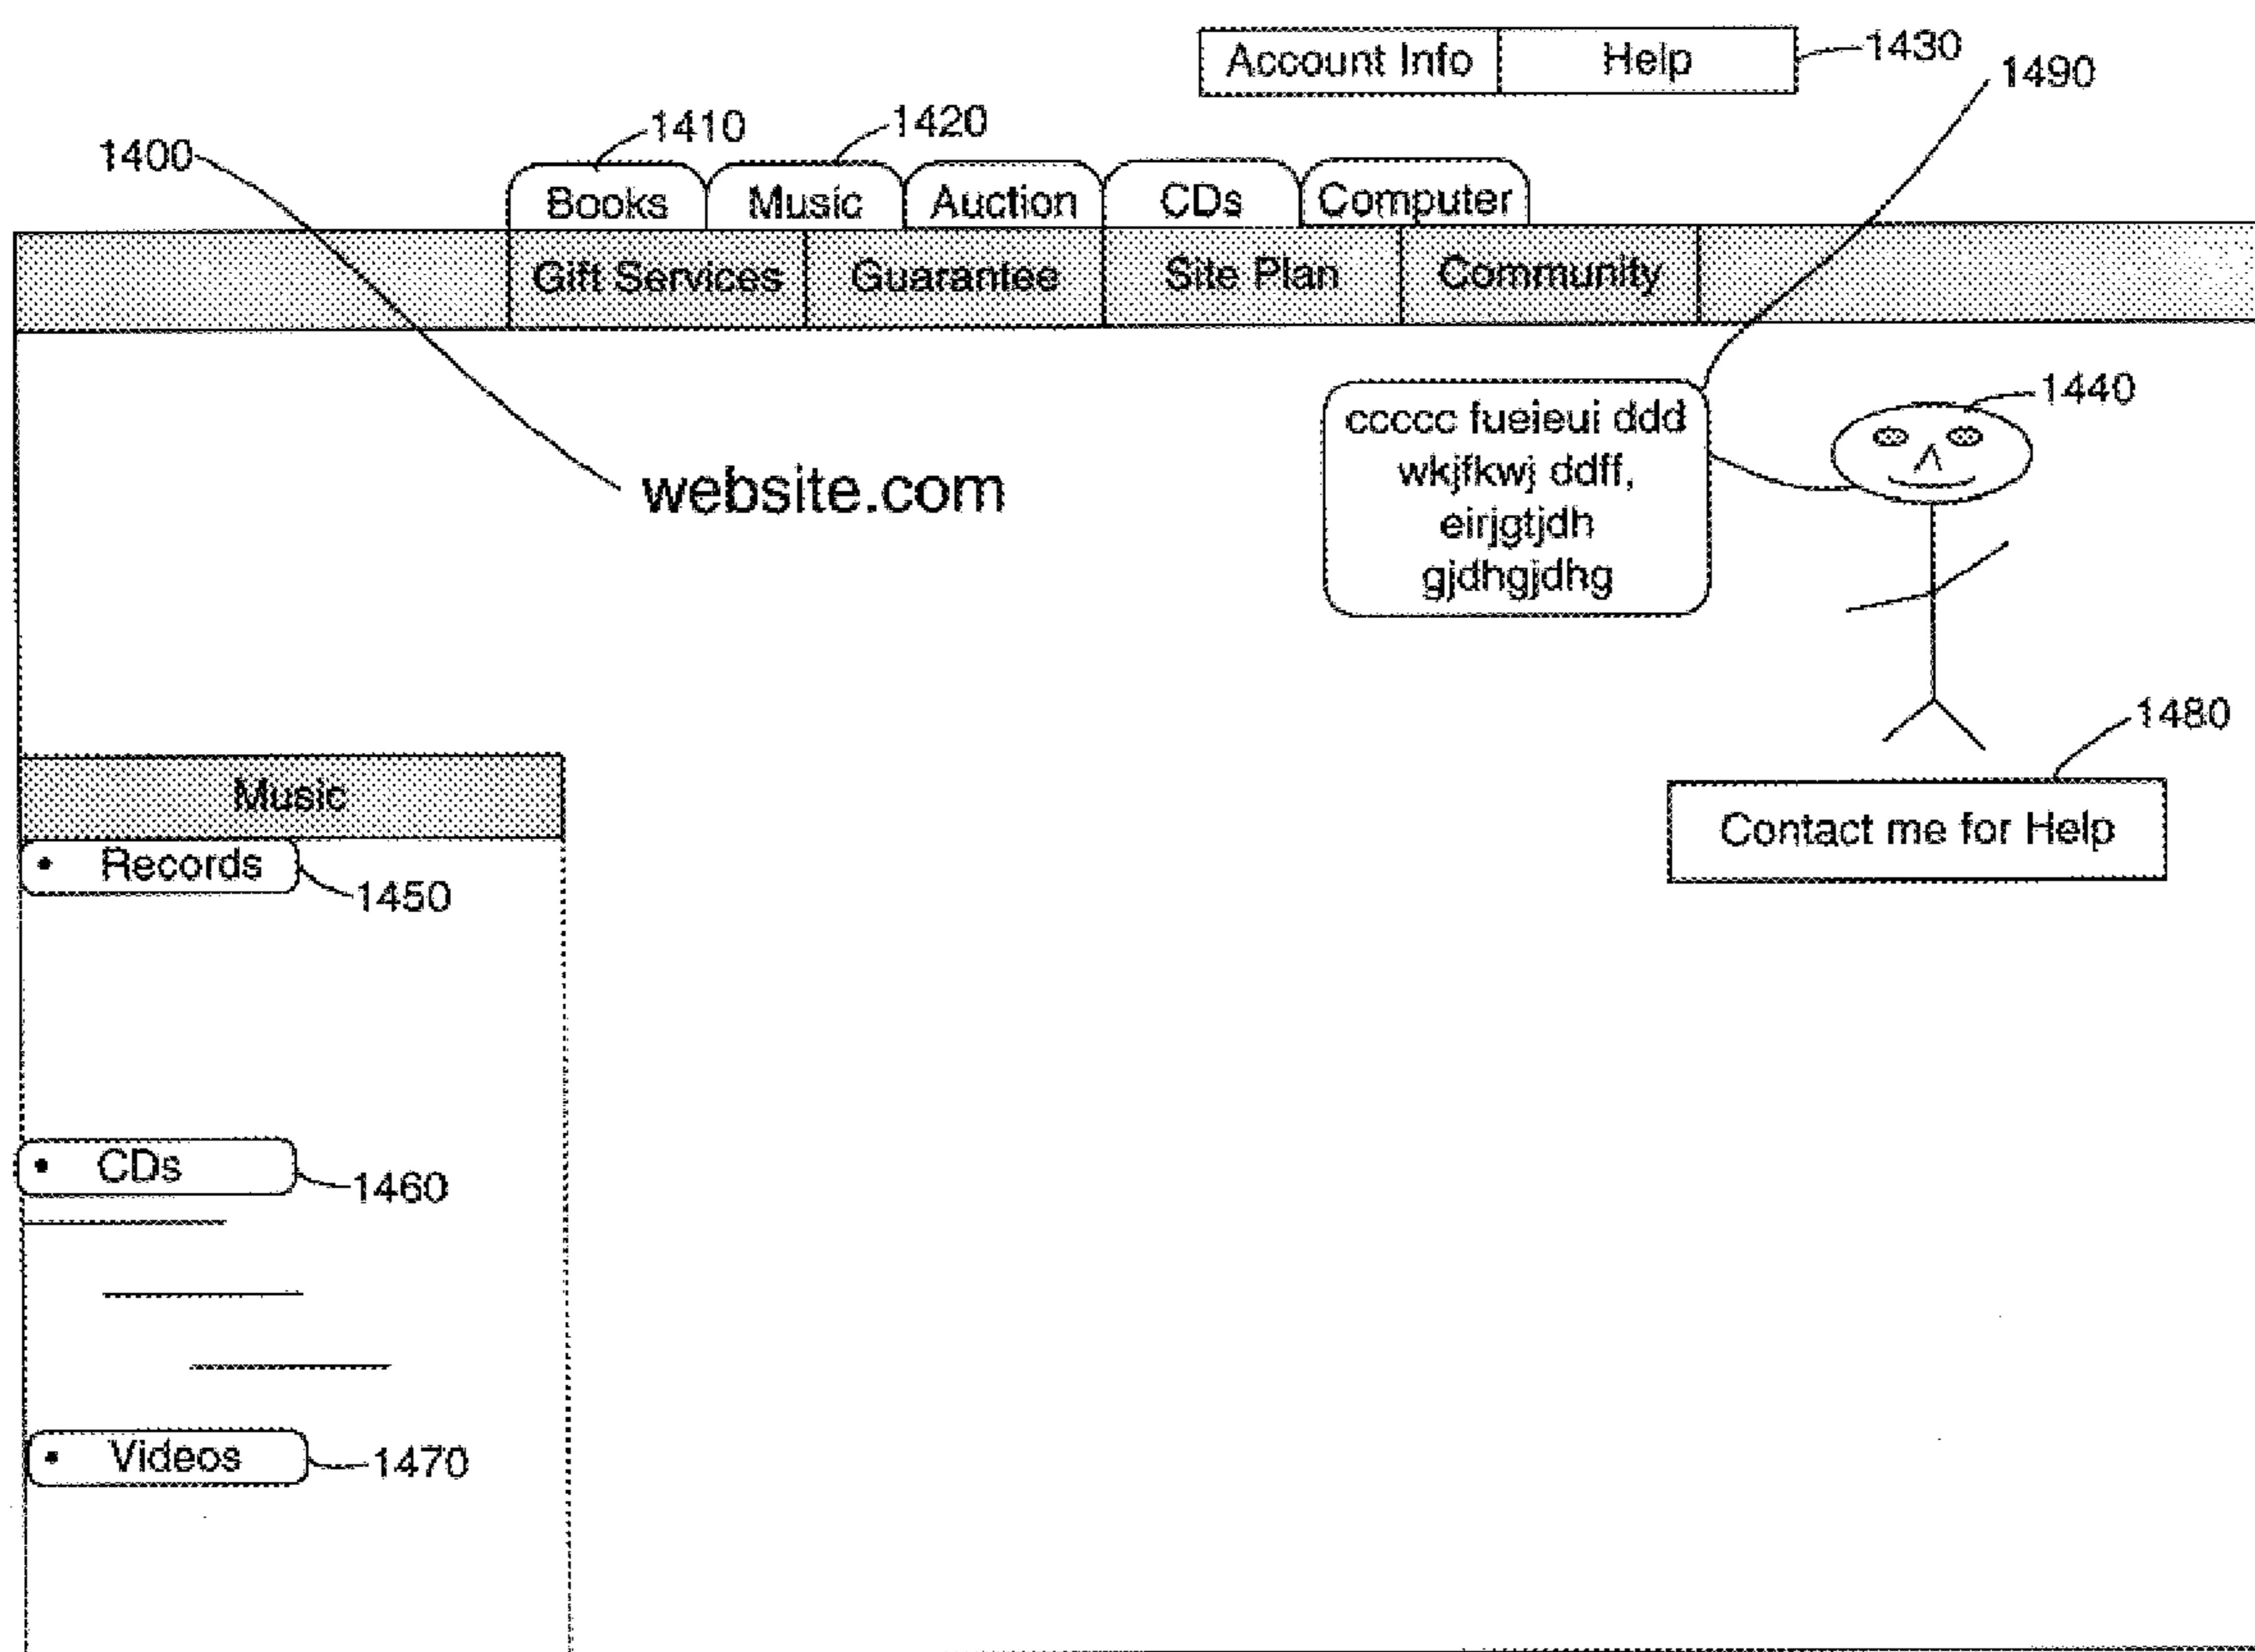 Account Info Help 1430
1490
1400 1410 1420
Books Music Auction CDs Computer
Gift Services Guarantee Site Plan Community
website.com
ccccc fueieui ddd
wkjfkwj ddff,
eirjgtjdh
gjdhgjdhg
1440
1480
Contact me for Help
Music
• Records
1450
• CDs
1460
• Videos
1470